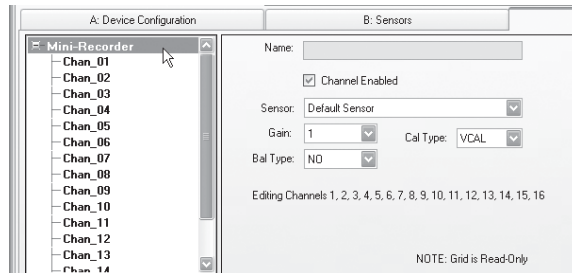 A: Device Configuration
B: Sensors
Mini-Recorder
Chan_01
Chan_02
Chan_03
Chan_04
Chan_05
Chan_06
Chan_07
Chan_08
Chan_09
Chan_10
Chan_11
Chan_12
Chan_13
Chan_14
Name:
Channel Enabled
Sensor: Default Sensor
Gain: 1 Cal Type: VCAL
Bal Type: NO
Editing Channels 1, 2, 3, 4, 5, 6, 7, 8, 9, 10, 11, 12, 13, 14, 15, 16
NOTE: Grid is Read-Only